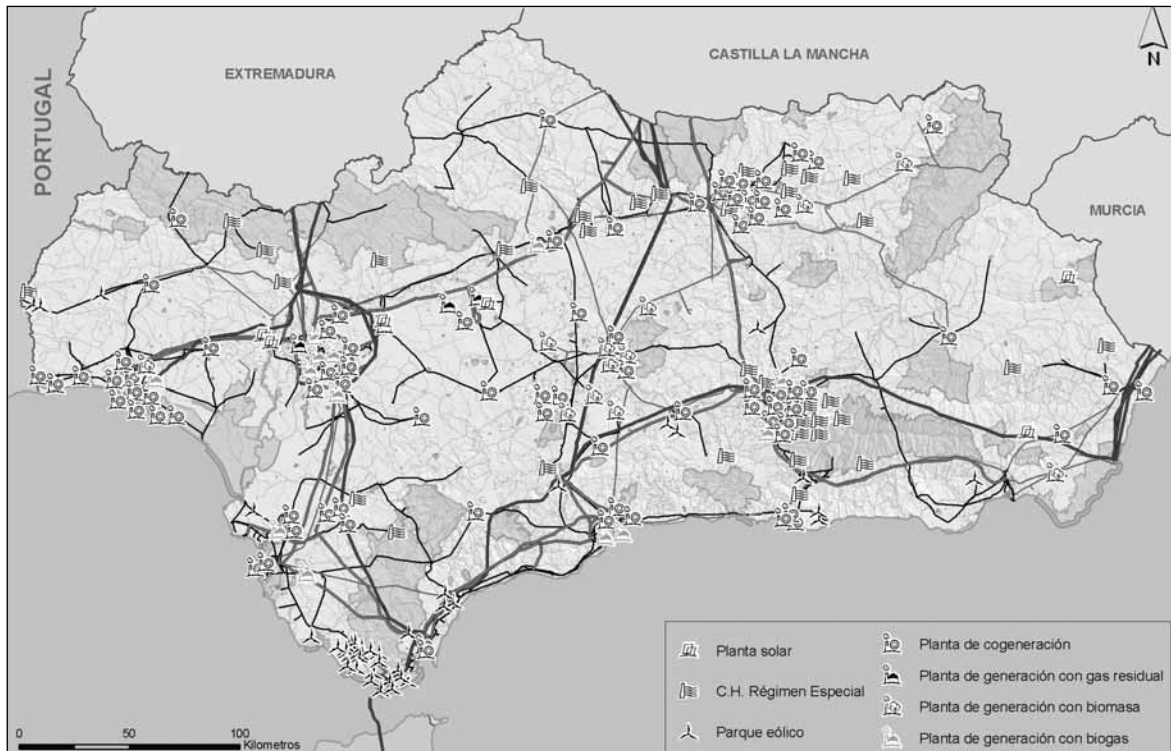 N
CASTILLA LA MANCHA
EXTREMADURA
PORTUGAL
MURCIA
Planta solar
C.H. Régimen Especial
Parque eólico
Planta de cogeneración
Planta de generación con gas residual
Planta de generación con biomasa
Planta de generación con biogas
0 50 100
Kilometros